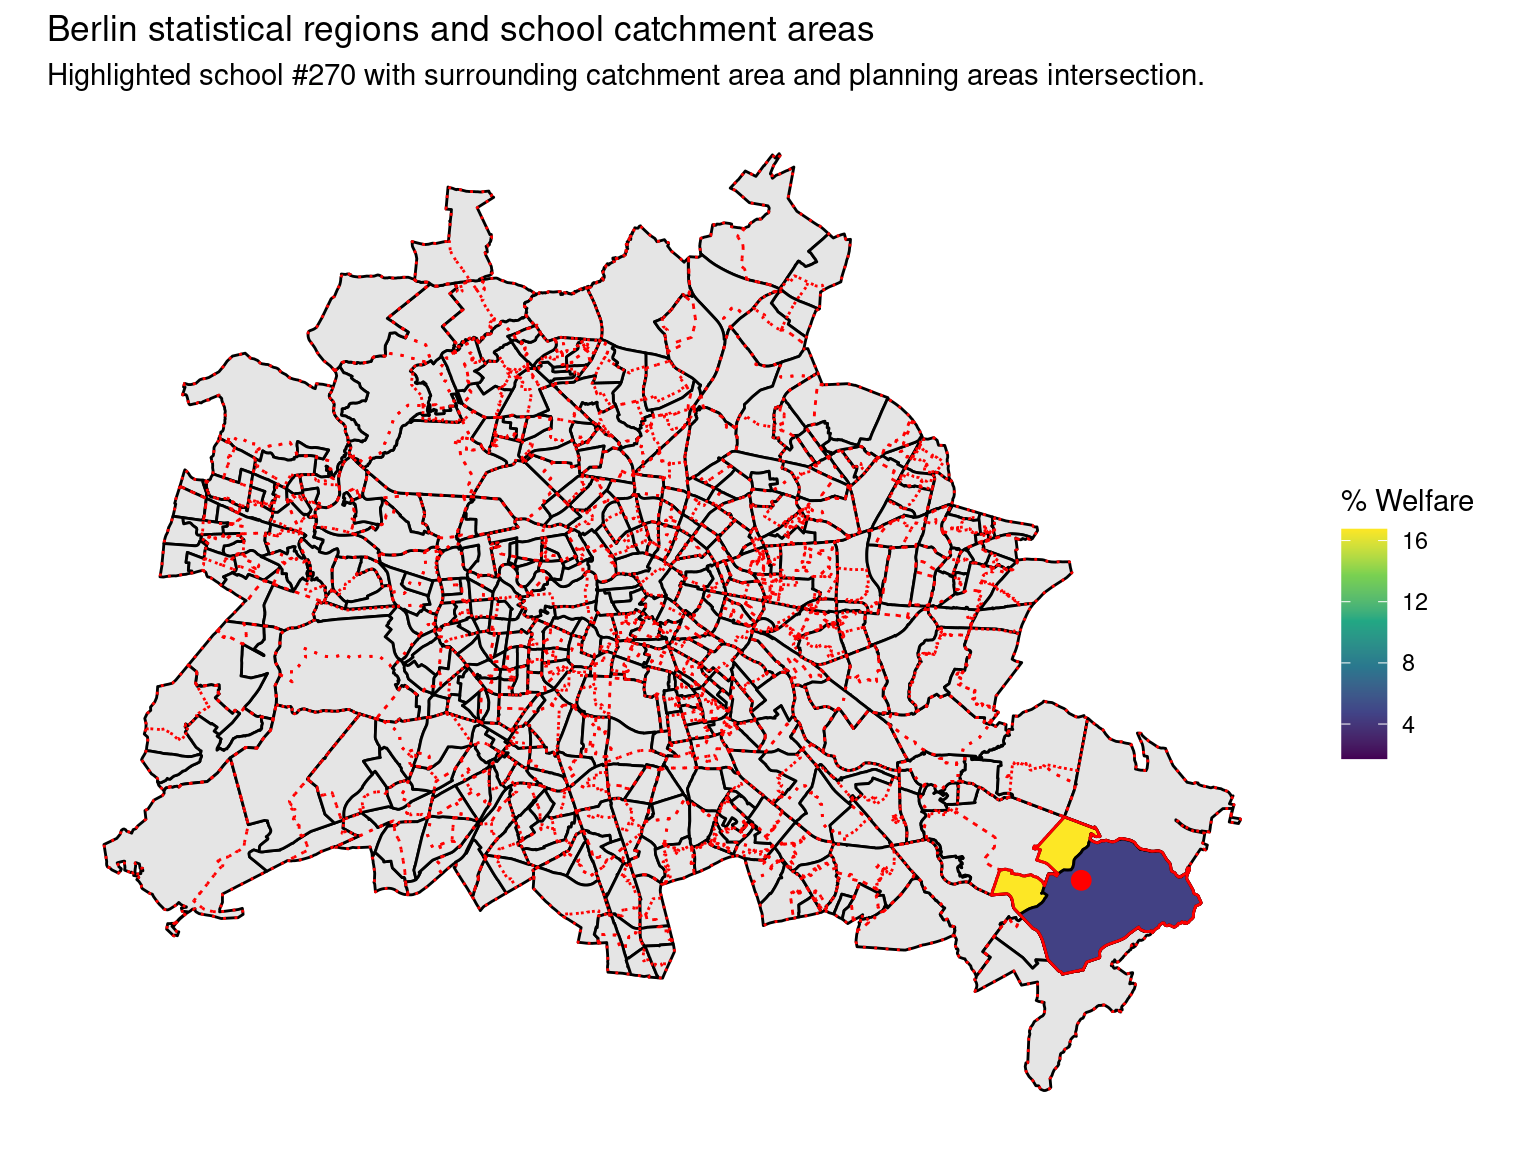 Berlin statistical regions and school catchment areas
Highlighted school #270 with surrounding catchment area and planning areas intersection.
% Welfare
16
12
8
4